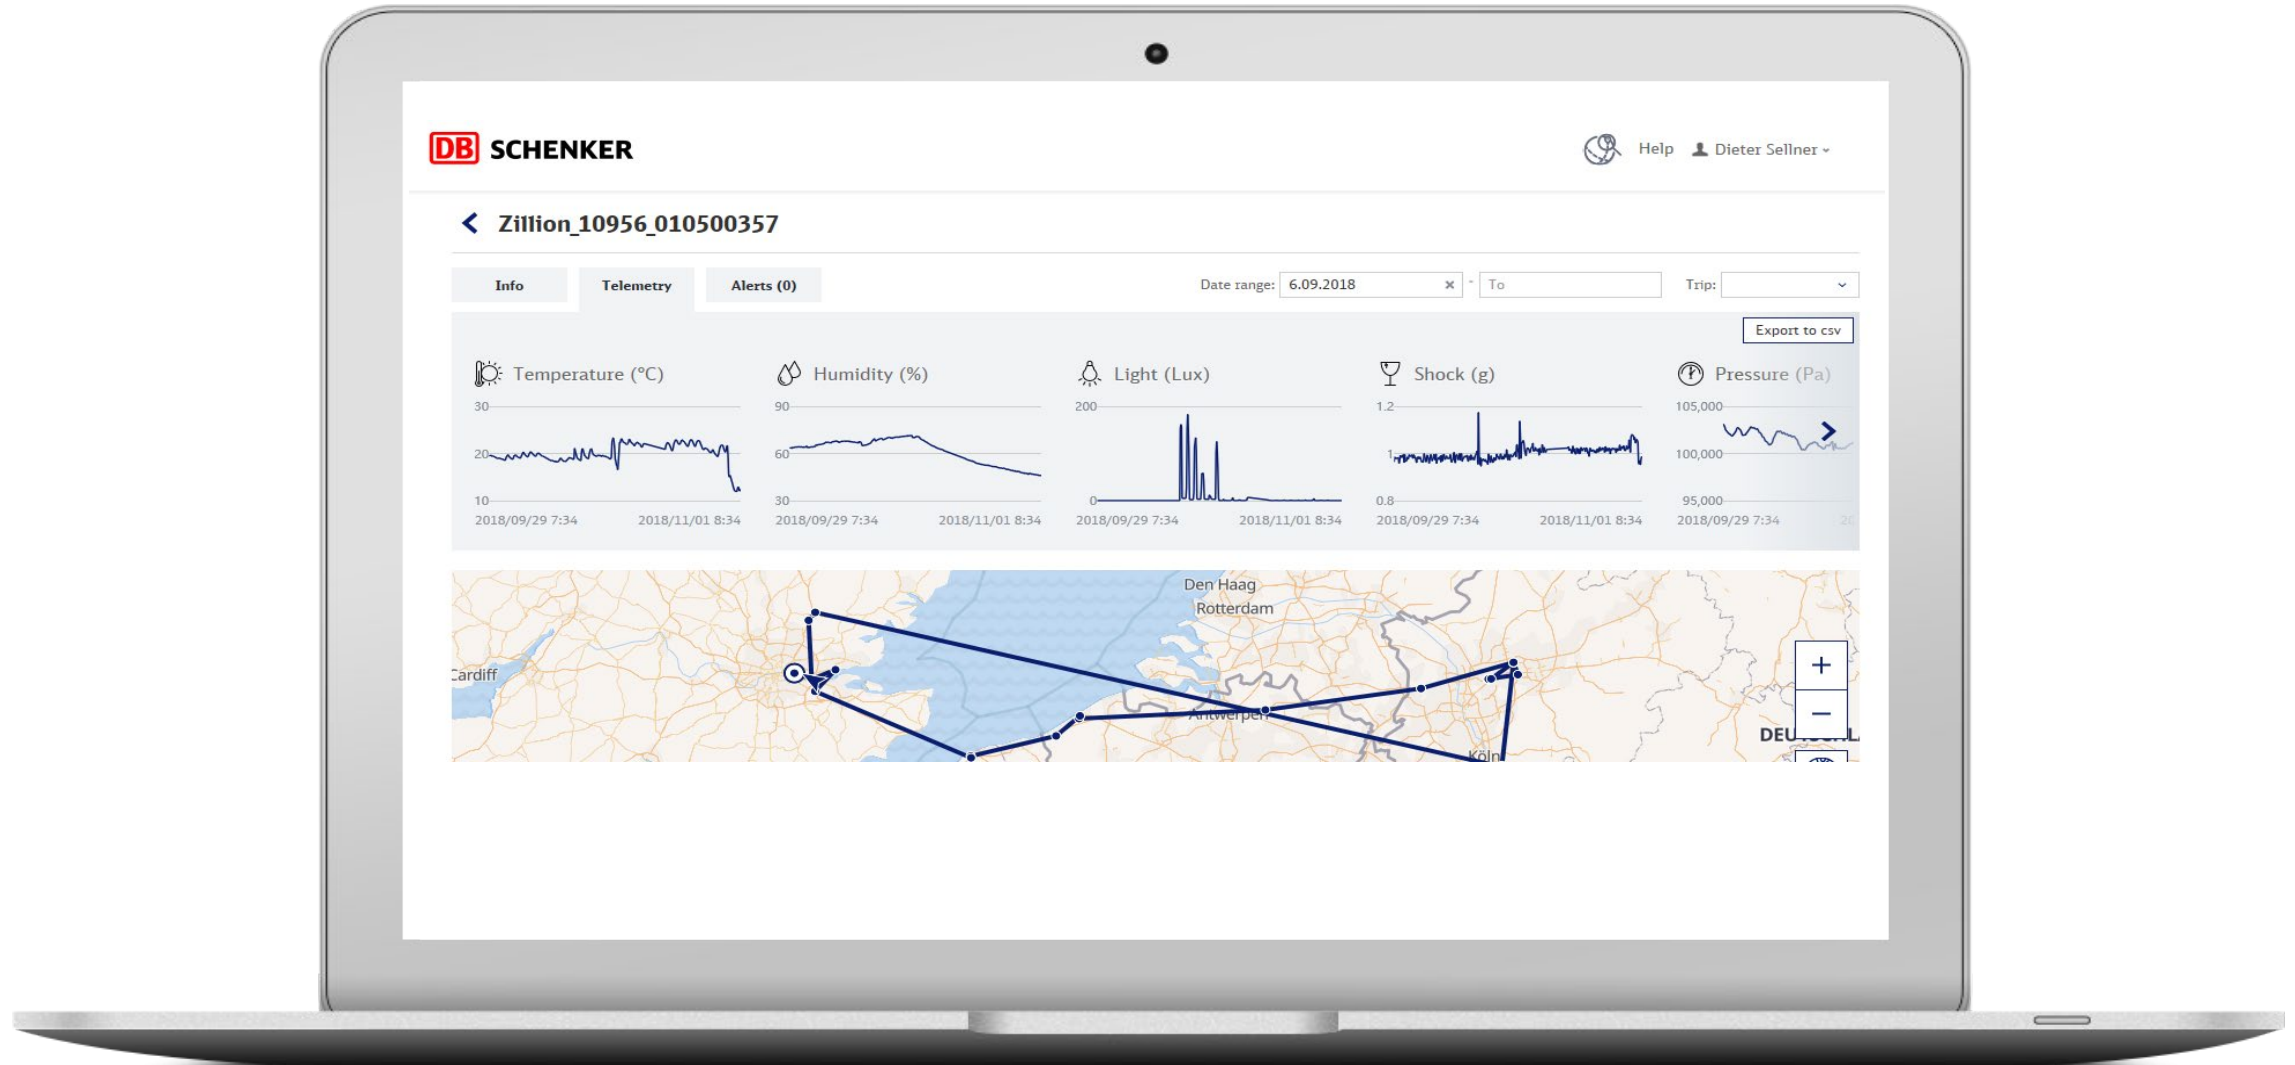 DB SCHENKER
Help Dieter Sellner
Zillion_10956_010500357
Info Telemetry Alerts (0) Date range: 6.09.2018 × - To Trip:
Export to csv
Temperature (°C) Humidity (%) Light (Lux) Shock (g) Pressure (Pa)
30 90 200 1.2 105,000
20 60 1 100,000
10 30 0 0.8 95,000
2018/09/29 7:34 2018/11/01 8:34 2018/09/29 7:34 2018/11/01 8:34 2018/09/29 7:34 2018/11/01 8:34 2018/09/29 7:34 2018/11/01 8:34 2018/09/29 7:34 20
Den Haag
Rotterdam
Cardiff
+
Antwerpen
−
Köln